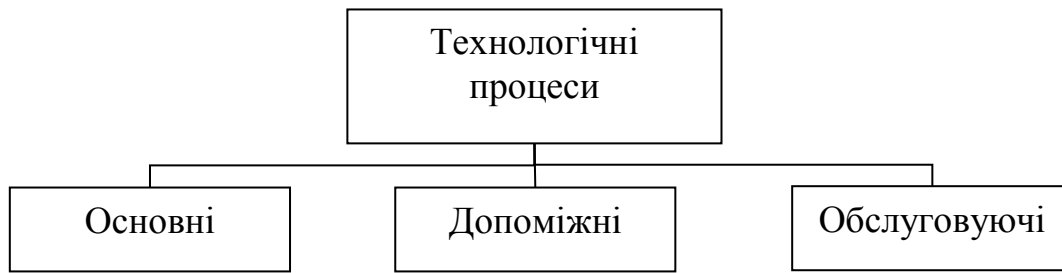 Технологічні
процеси
Основні
Допоміжні
Обслуговуючі